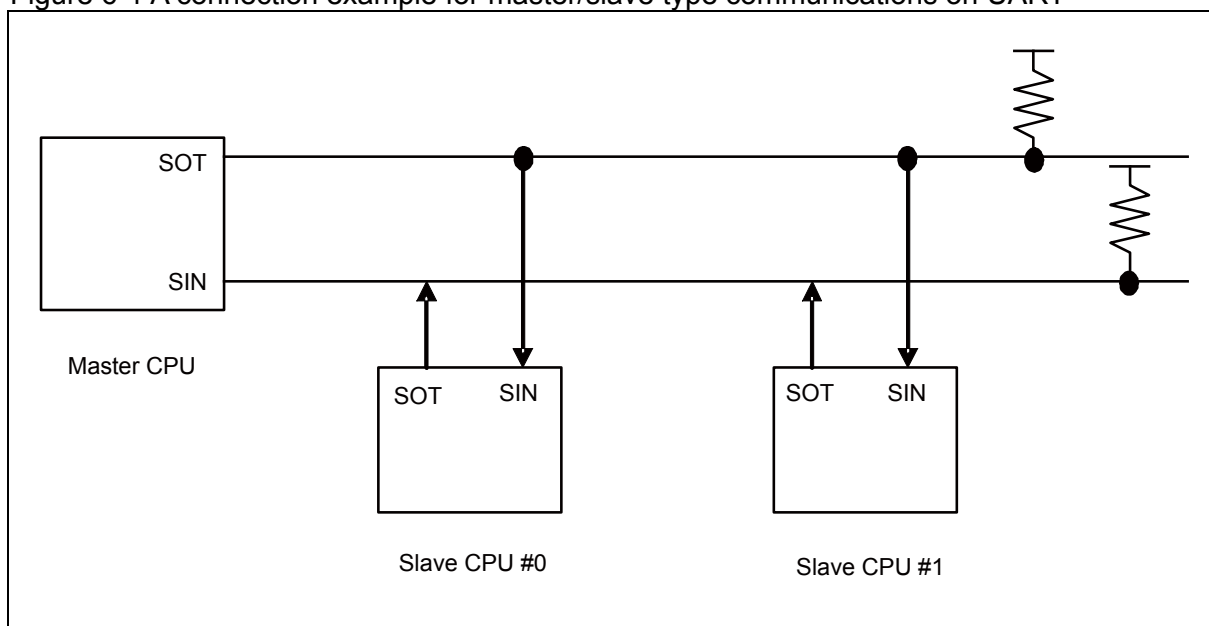 Figure 6-1 A connection example for master/slave type communications on UART
SOT
SIN
Master CPU
SOT SIN
SOT SIN
Slave CPU #0
Slave CPU #1